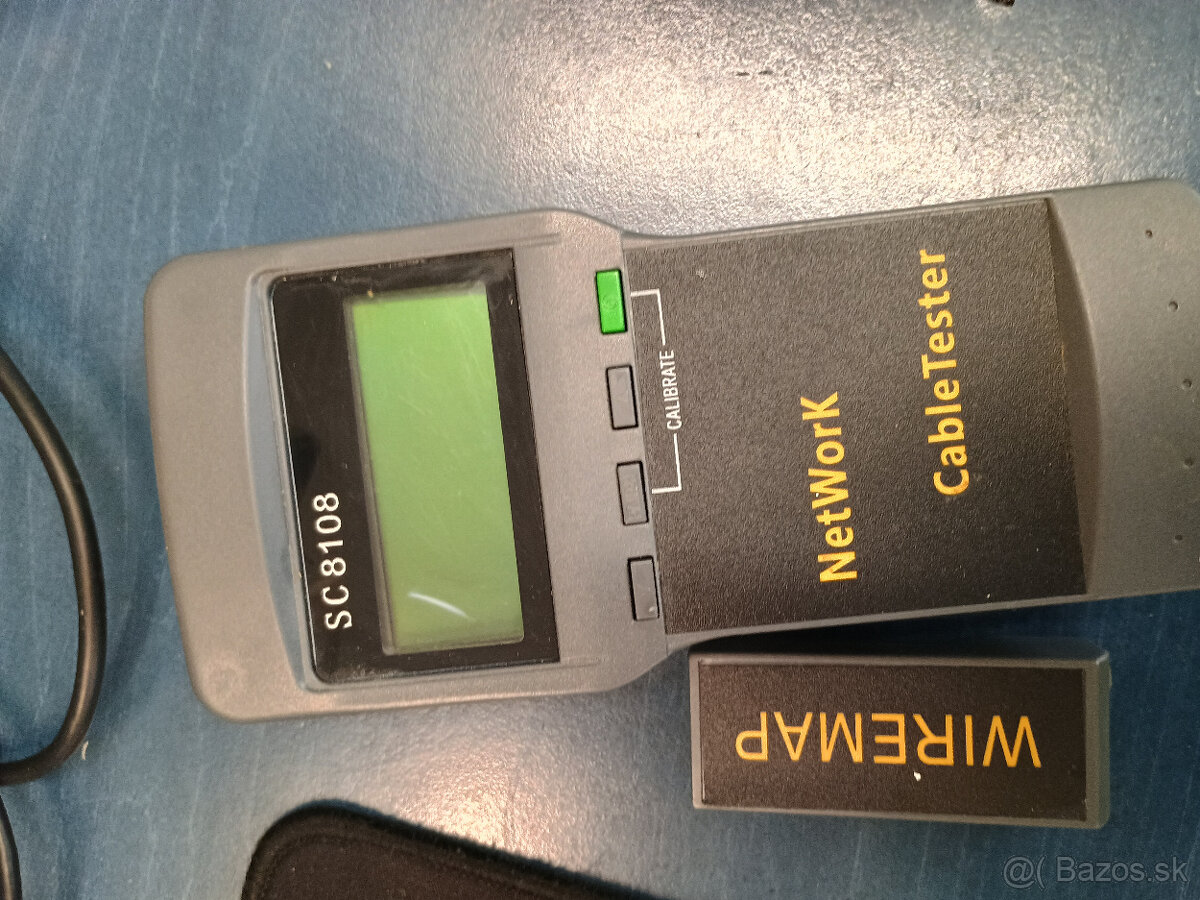 SC8108
CALIBRATE
NetWorK
CableTester
WIREMAP
@( Bazos.sk